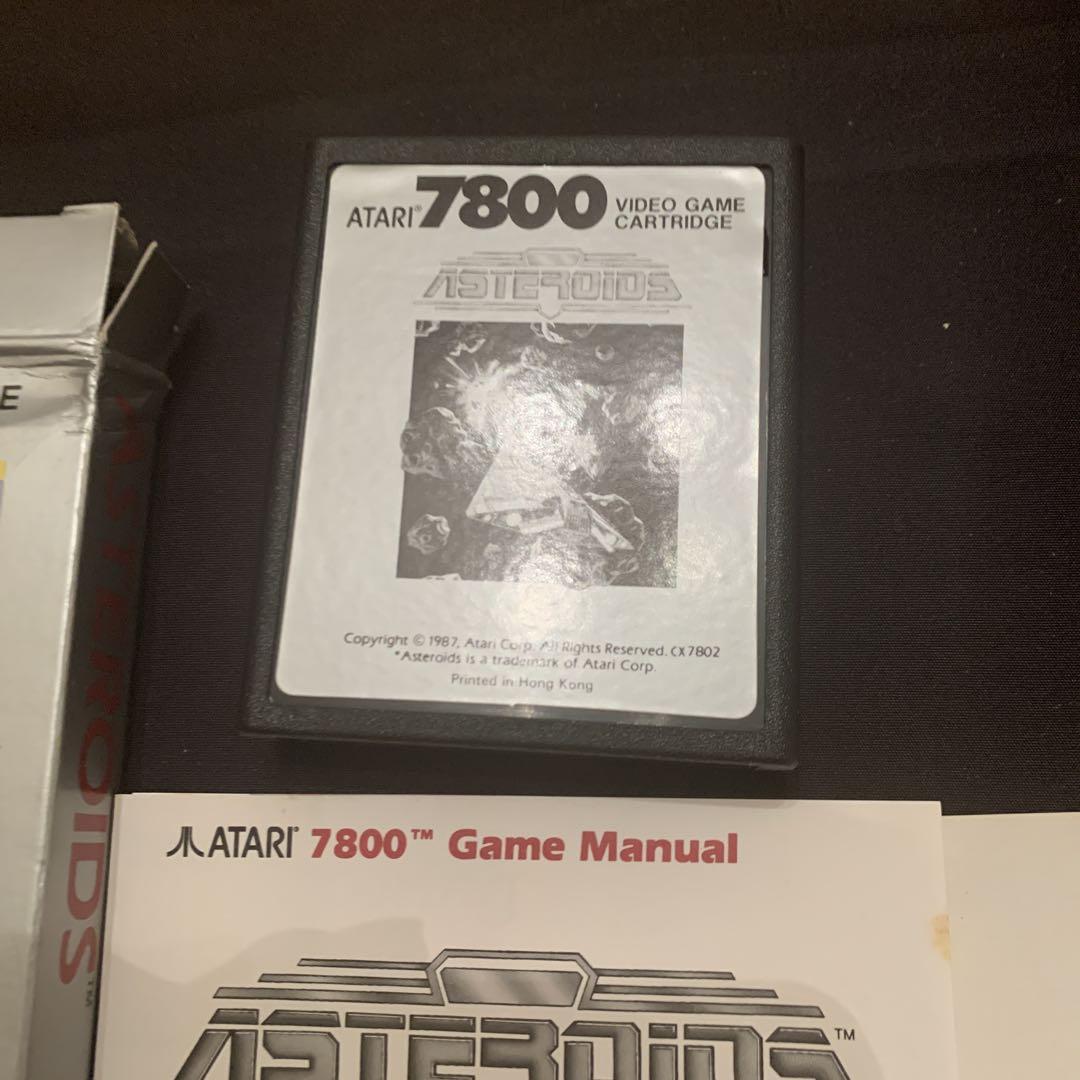 ATARI® 7800 VIDEO GAME
CARTRIDGE
ASTEROIDS
Copyright © 1987, Atari Corp. All Rights Reserved. CX7802
*Asteroids is a trademark of Atari Corp.
Printed in Hong Kong
E
ASTEROIDS™
ATARI® 7800™ Game Manual
ASTEROIDS™